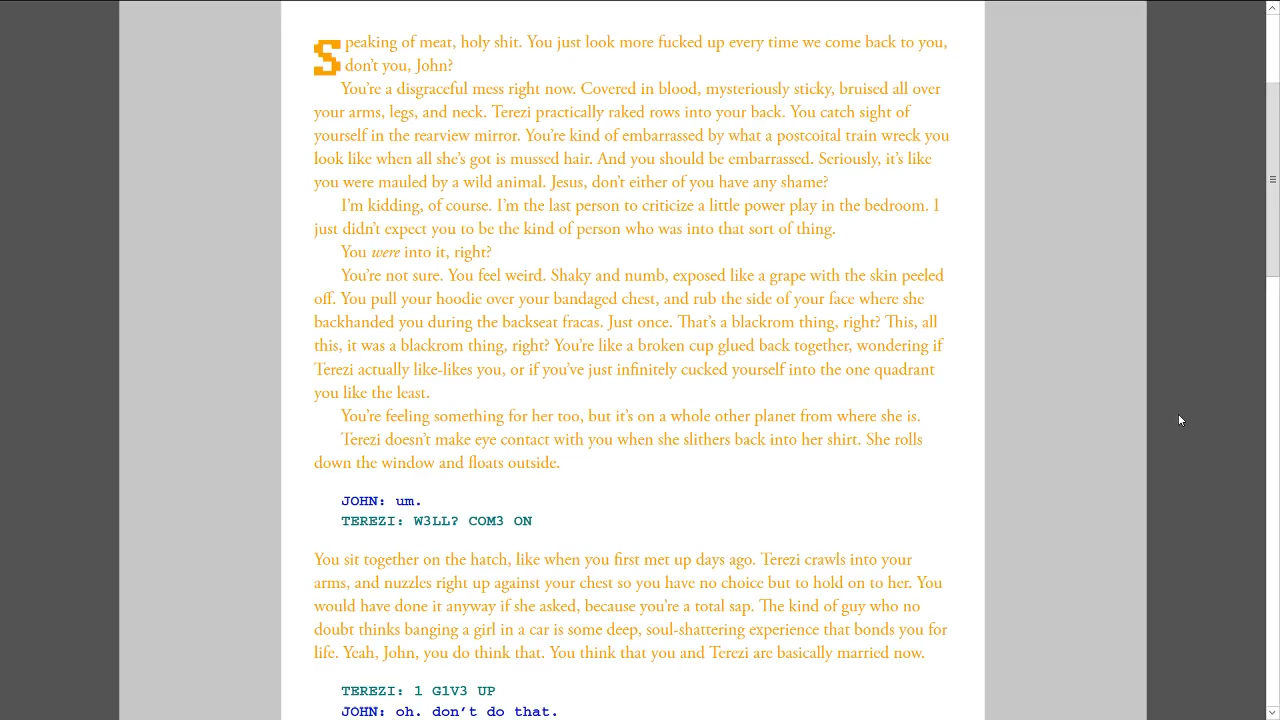 Speaking of meat, holy shit. You just look more fucked up every time we come back to you,
don’t you, John?
You’re a disgraceful mess right now. Covered in blood, mysteriously sticky, bruised all over
your arms, legs, and neck. Terezi practically raked rows into your back. You catch sight of
yourself in the rearview mirror. You’re kind of embarrassed by what a postcoital train wreck you
look like when all she’s got is mussed hair. And you should be embarrassed. Seriously, it’s like
you were mauled by a wild animal. Jesus, don’t either of you have any shame?
I’m kidding, of course. I’m the last person to criticize a little power play in the bedroom. I
just didn’t expect you to be the kind of person who was into that sort of thing.
You were into it, right?
You’re not sure. You feel weird. Shaky and numb, exposed like a grape with the skin peeled
off. You pull your hoodie over your bandaged chest, and rub the side of your face where she
backhanded you during the backseat fracas. Just once. That’s a blackrom thing, right? This, all
this, it was a blackrom thing, right? You’re like a broken cup glued back together, wondering if
Terezi actually like-likes you, or if you’ve just infinitely cucked yourself into the one quadrant
you like the least.
You’re feeling something for her too, but it’s on a whole other planet from where she is.
Terezi doesn’t make eye contact with you when she slithers back into her shirt. She rolls
down the window and floats outside.
JOHN: um.
TEREZI: W3LL? COM3 ON
You sit together on the hatch, like when you first met up days ago. Terezi crawls into your
arms, and nuzzles right up against your chest so you have no choice but to hold on to her. You
would have done it anyway if she asked, because you’re a total sap. The kind of guy who no
doubt thinks banging a girl in a car is some deep, soul-shattering experience that bonds you for
life. Yeah, John, you do think that. You think that you and Terezi are basically married now.
TEREZI: 1 G1V3 UP
JOHN: oh. don’t do that.